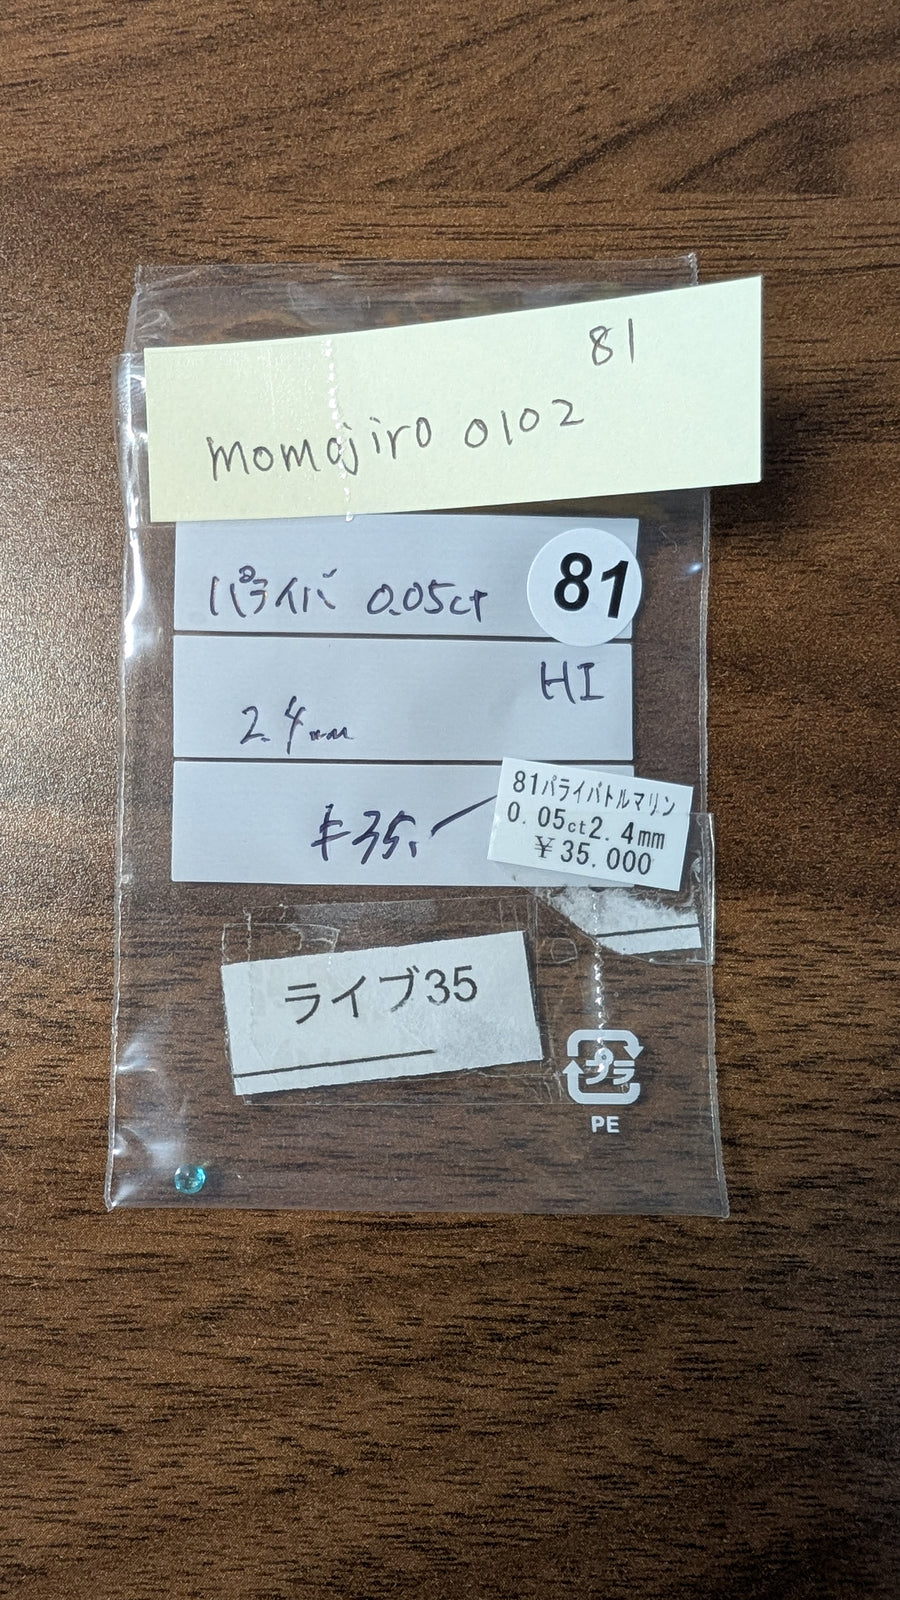 81
momojiro 0102
パライバ 0.05ct
81
HI
2.4mm
¥35.
81パライバトルマリン
0.05ct2.4mm
￥35.000
ライブ35
プラ
PE